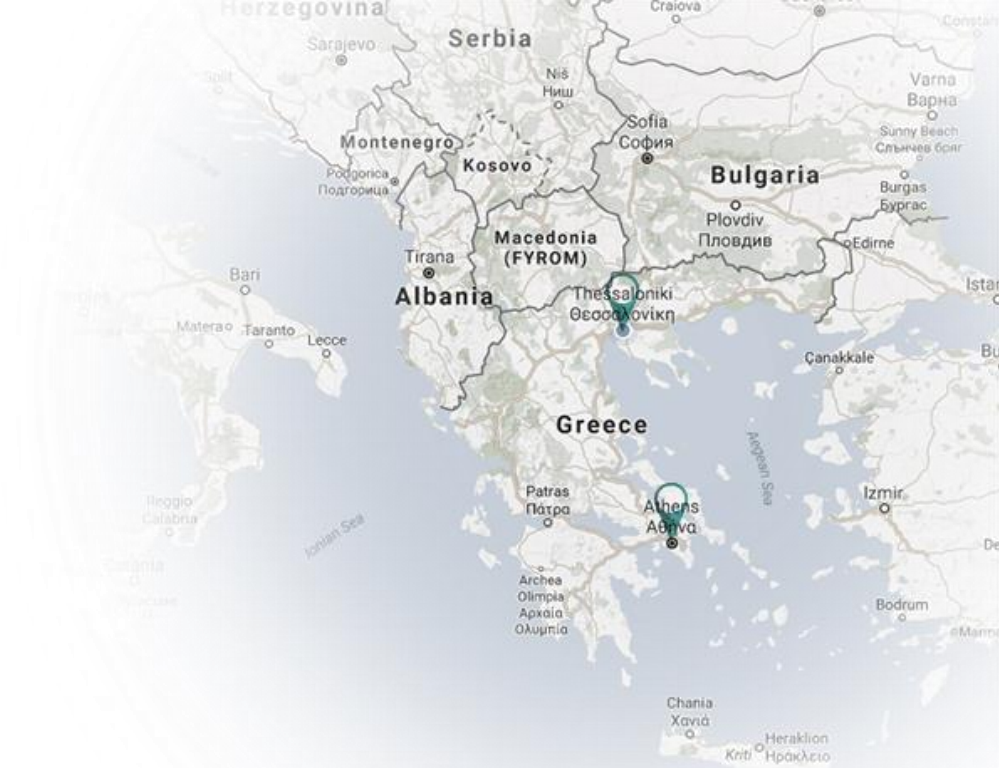 Herzegovina
Craiova
Serbia
Sarajevo
Split
Niš
Ниш
Varna
Варна
Sofia
София
Sunny Beach
Слънчев бряг
Montenegro
Kosovo
Bulgaria
Podgorica
Подгорица
Burgas
Бургас
Plovdiv
Пловдив
Macedonia
(FYROM)
Edirne
Tirana
Bari
Albania
Thessaloniki
Θεσσαλονίκη
Matera
Taranto
Lecce
Çanakkale
Greece
Aegean Sea
Patras
Πάτρα
Izmir
Athens
Αθήνα
Reggio
Calabria
Ionian Sea
Catania
Archea
Olimpia
Αρχαία
Ολυμπία
Bodrum
Chania
Χανιά
Heraklion
Ηράκλειο
Kriti